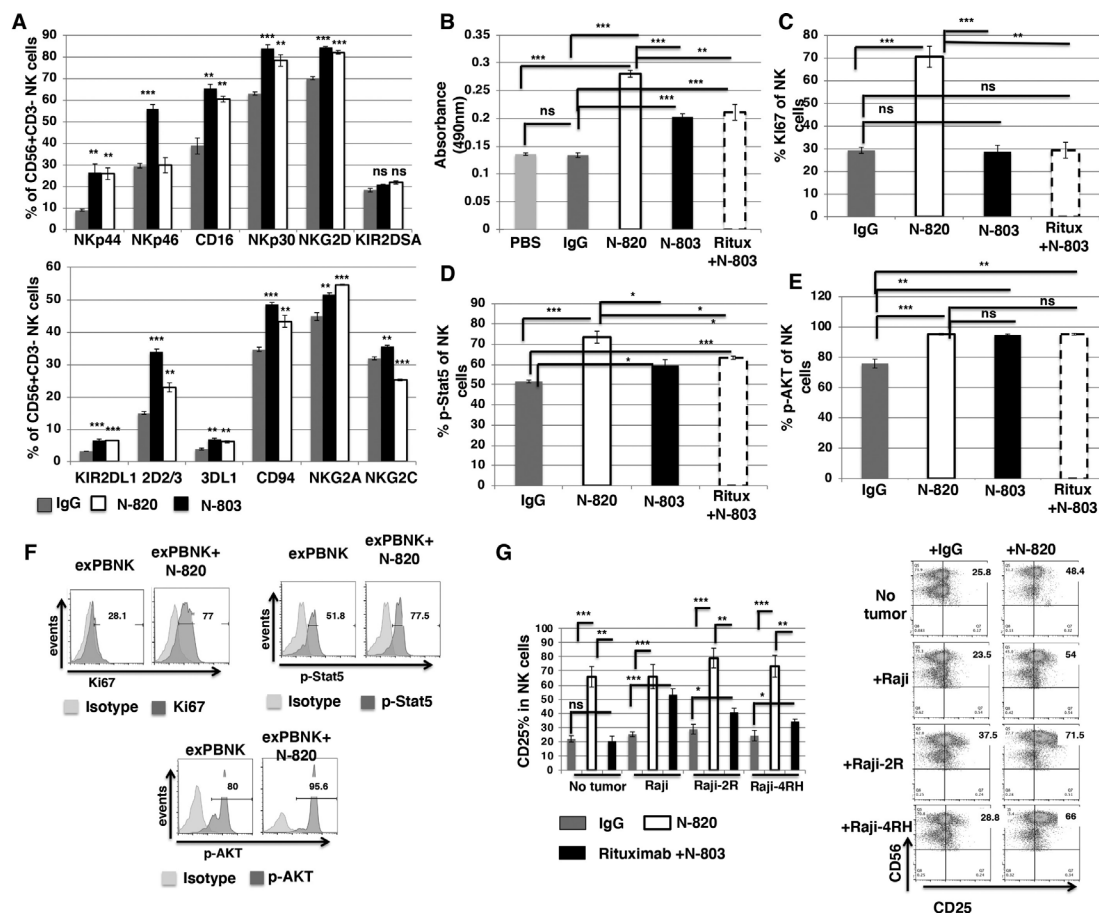 A
% of CD56+CD3- NK cells
100
90
80
70
60
50
40
30
20
10
0
** **
***
**
***
**
*** ***
ns ns
NKp44 NKp46 CD16 NKp30 NKG2D KIR2DSA
% of CD56+CD3- NK cells
60
50
40
30
20
10
0
*** ***
***
**
** **
***
**
** ***
**
***
KIR2DL1 2D2/3 3DL1 CD94 NKG2A NKG2C
IgG N-820 N-803
B
Absorbance
(490nm)
0.35
0.3
0.25
0.2
0.15
0.1
0.05
0
***
*** ***
**
***
***
ns
PBS IgG N-820 N-803 Ritux
+N-803
C
% KI67 of NK
cells
80
70
60
50
40
30
20
10
0
***
*** **
ns
ns
IgG N-820 N-803 Ritux
+N-803
D
% p-Stat5 of NK
cells
90
80
70
60
50
40
30
20
10
0
*
*** *
*
***
*
IgG N-820 N-803 Ritux
+N-803
E
% p-AKT of NK
cells
120
100
80
60
40
20
0
**
**
*** ns
ns
IgG N-820 N-803 Ritux
+N-803
F
exPBNK exPBNK+
N-820
28.1 77
events
Ki67
Isotype Ki67
exPBNK exPBNK+
N-820
51.8 77.5
events
p-Stat5
Isotype p-Stat5
exPBNK exPBNK+
N-820
80 95.6
events
p-AKT
Isotype p-AKT
G
CD25% in NK cells
100
90
80
70
60
50
40
30
20
10
0
*** *** *** ***
** ** **
ns *** * *
No tumor Raji Raji-2R Raji-4RH
IgG N-820
Rituximab +N-803
+IgG +N-820
No
tumor
25.8 48.4
+Raji
23.5 54
+Raji-2R
37.5 71.5
+Raji-4RH
28.8 66
CD56
CD25